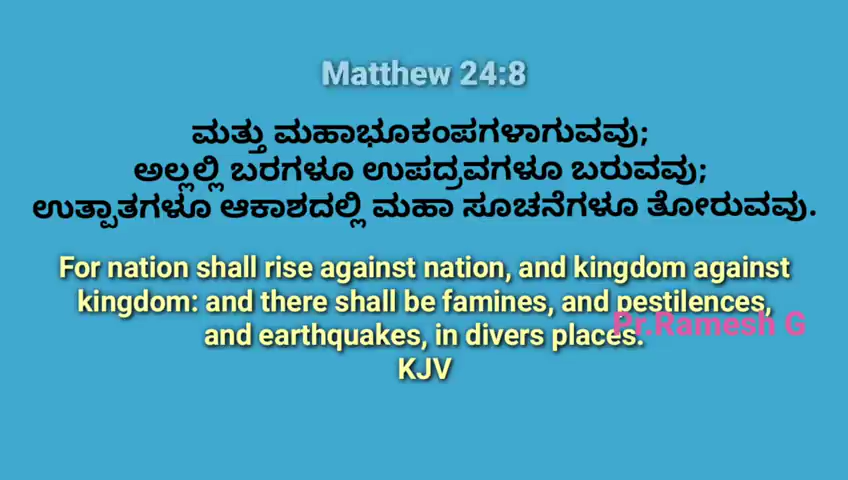 Matthew 24:8
ಮತ್ತು ಮಹಾಭೂಕಂಪಗಳಾಗುವವು;
ಅಲ್ಲಲ್ಲಿ ಬರಗಳೂ ಉಪದ್ರವಗಳೂ ಬರುವವು;
ಉತ್ಪಾತಗಳೂ ಆಕಾಶದಲ್ಲಿ ಮಹಾ ಸೂಚನೆಗಳೂ ತೋರುವವು.
For nation shall rise against nation, and kingdom against
kingdom: and there shall be famines, and pestilences,
and earthquakes, in divers places.
Pr.Ramesh G
KJV